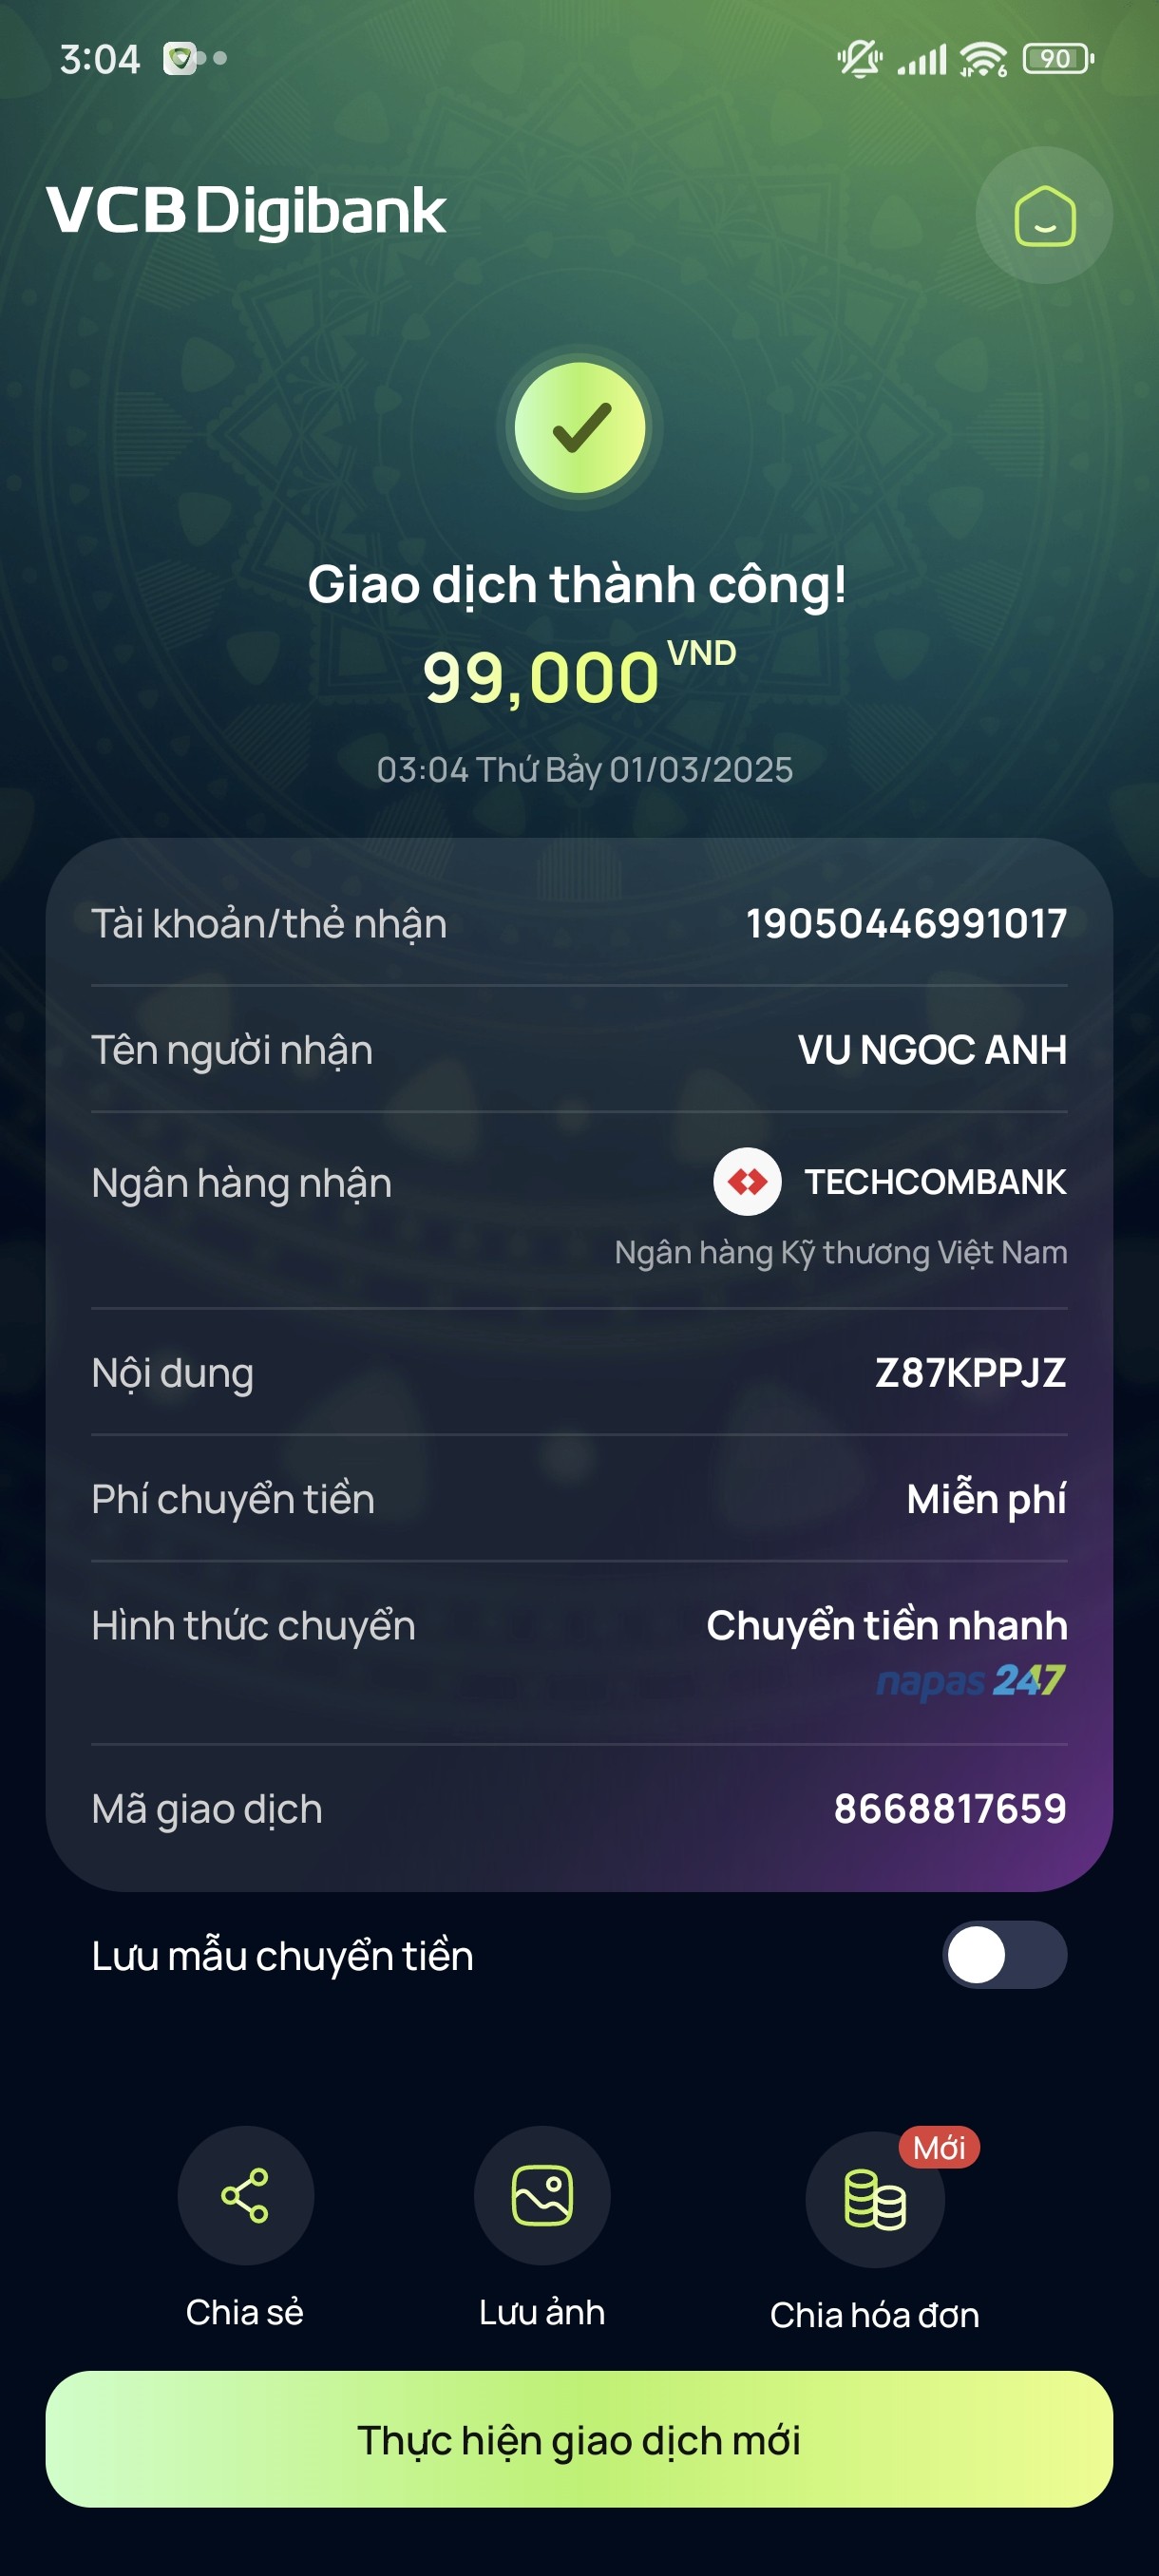 3:04
90
VCB Digibank
Giao dịch thành công!
99,000 VND
03:04 Thứ Bảy 01/03/2025
Tài khoản/thẻ nhận 19050446991017
Tên người nhận VU NGOC ANH
Ngân hàng nhận TECHCOMBANK
Ngân hàng Kỹ thương Việt Nam
Nội dung Z87KPPJZ
Phí chuyển tiền Miễn phí
Hình thức chuyển Chuyển tiền nhanh
napas 247
Mã giao dịch 8668817659
Lưu mẫu chuyển tiền
Mới
Chia sẻ Lưu ảnh Chia hóa đơn
Thực hiện giao dịch mới